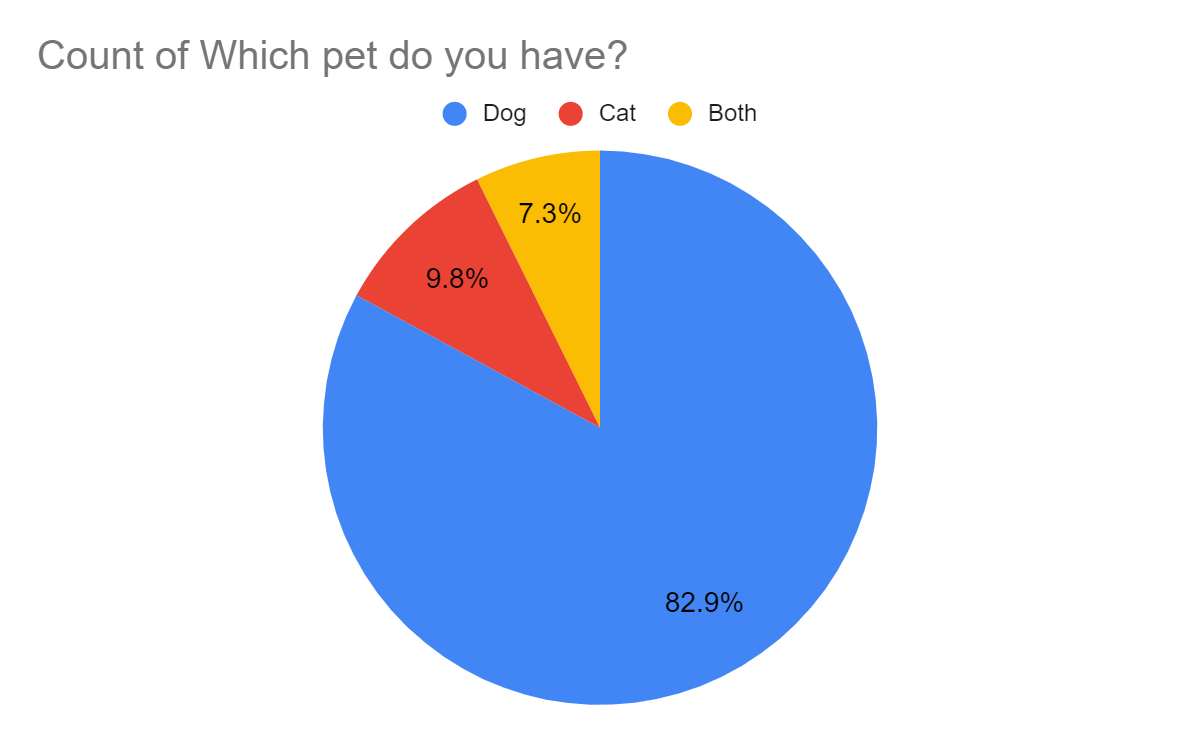 Count of Which pet do you have?
Dog Cat Both
7.3%
9.8%
82.9%